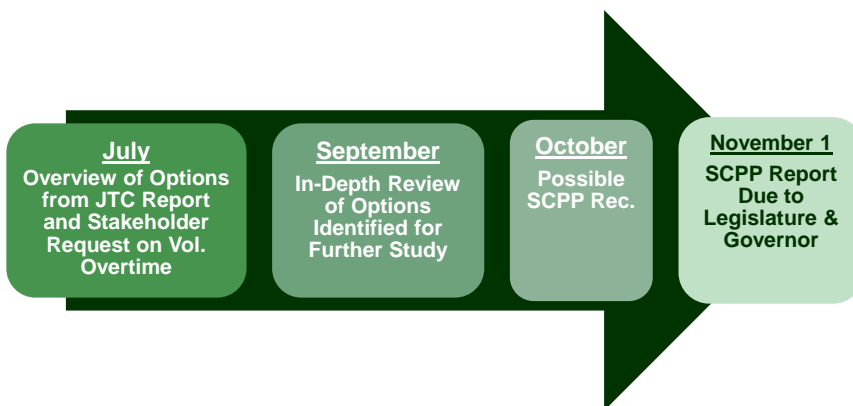 July
Overview of Options
from JTC Report
and Stakeholder
Request on Vol.
Overtime
September
In-Depth Review
of Options
Identified for
Further Study
October
Possible
SCPP Rec.
November 1
SCPP Report
Due to
Legislature &
Governor